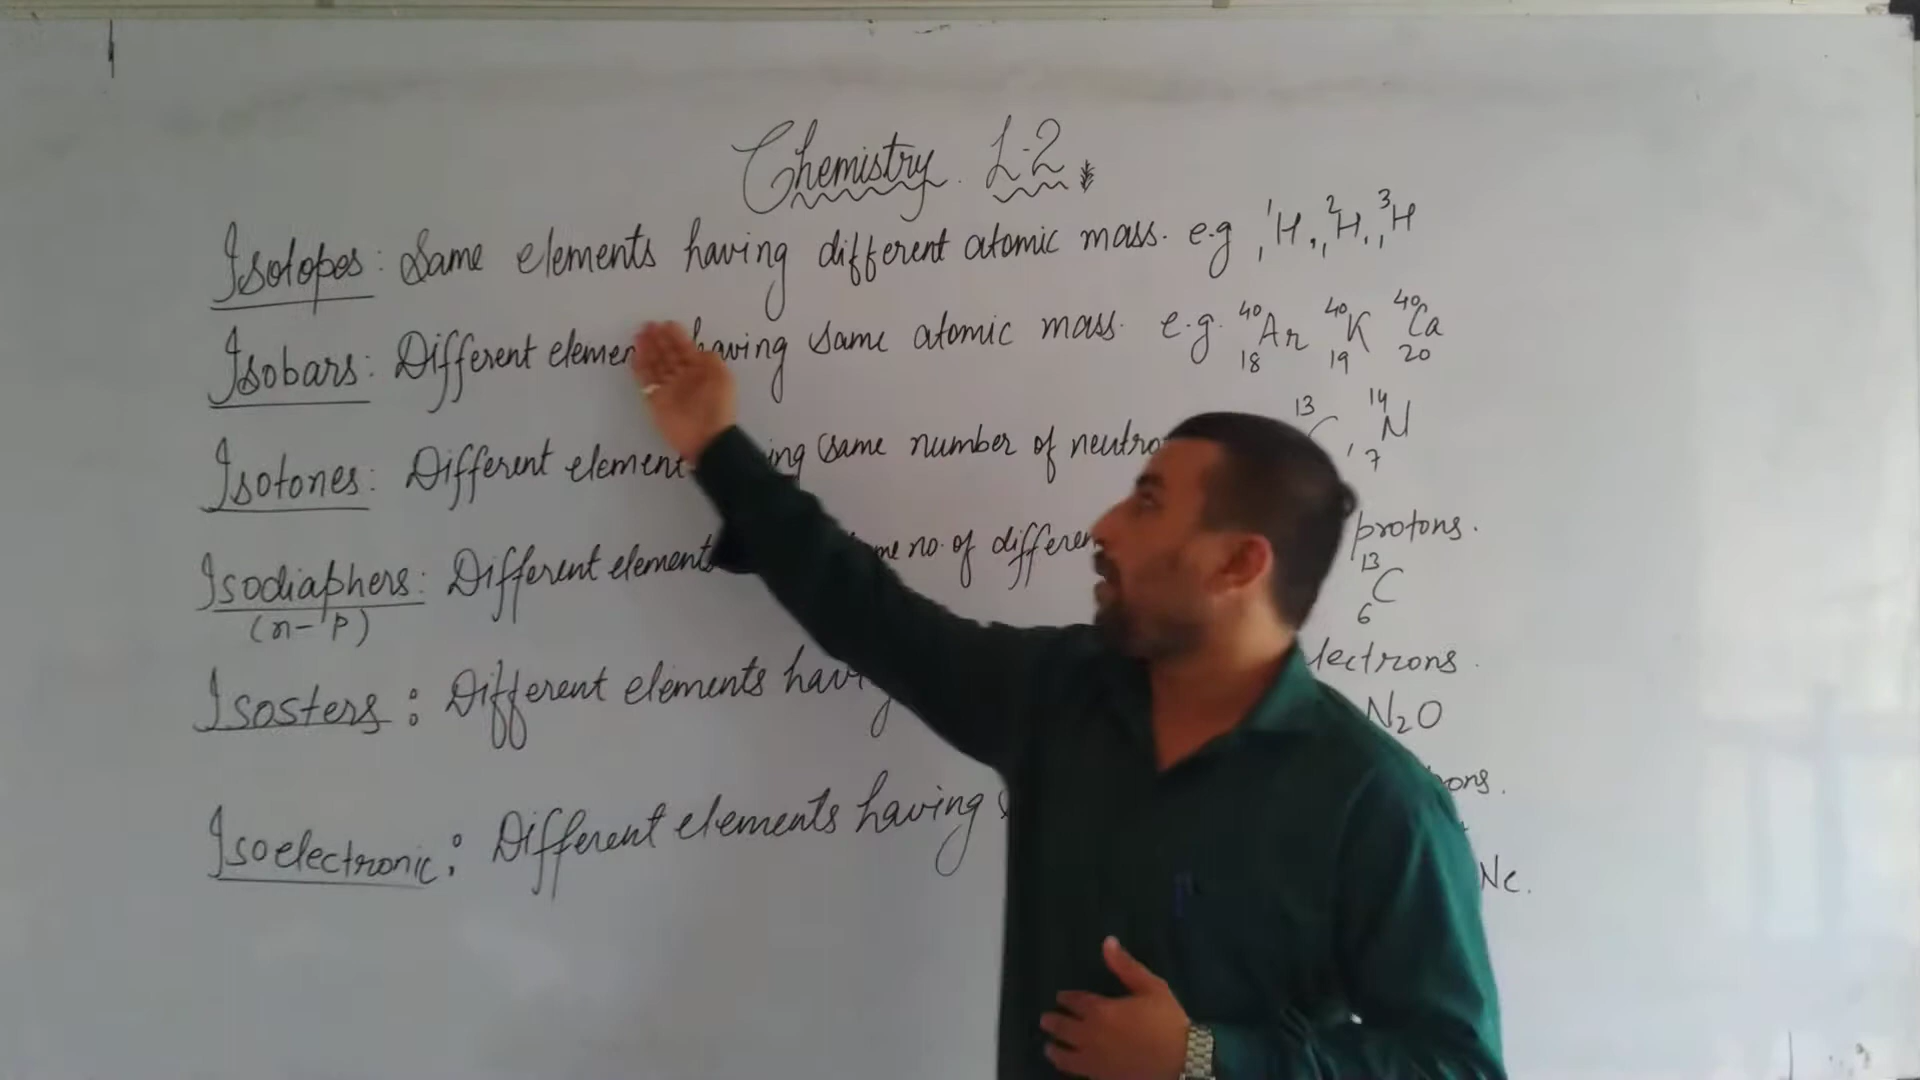 Chemistry. L-2.
Isotopes: Same elements having different atomic mass. e.g ¹₁H, ²₁H, ³₁H
Isobars: Different elemen having same atomic mass. e.g. ⁴⁰₁₈Ar ⁴⁰₁₉K ⁴⁰₂₀Ca
Isotones: Different element ing same number of neutro ¹³C, ¹⁴₇N
Isodiaphers: Different elements me no. of differen protons.
(n-p) ¹³₆C
Isosters: Different elements havi lectrons.
N₂O
Isoelectronic: Different elements having ons.
Ne.